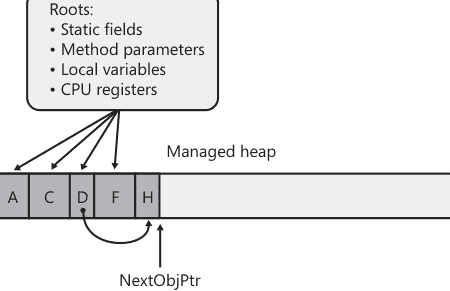 Roots:
• Static fields
• Method parameters
• Local variables
• CPU registers
Managed heap
A C D F H
NextObjPtr